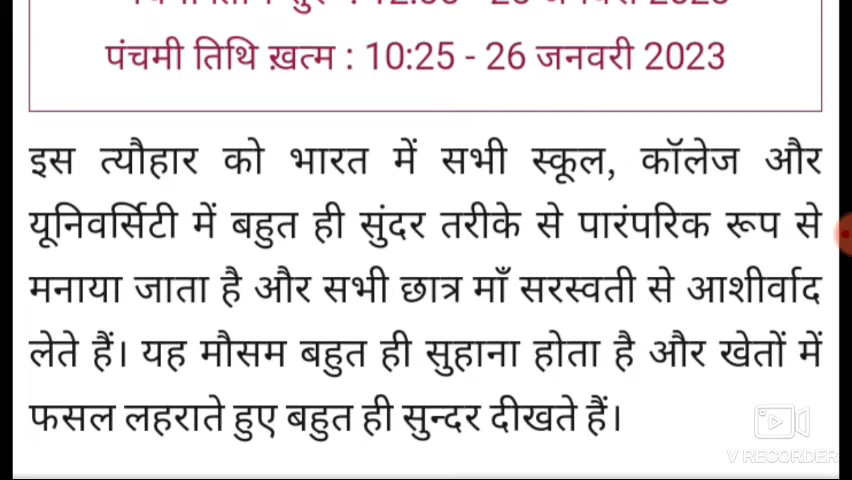 पंचमी तिथि ख़त्म : 10:25 - 26 जनवरी 2023
इस त्यौहार को भारत में सभी स्कूल, कॉलेज और
यूनिवर्सिटी में बहुत ही सुंदर तरीके से पारंपरिक रूप से
मनाया जाता है और सभी छात्र माँ सरस्वती से आशीर्वाद
लेते हैं। यह मौसम बहुत ही सुहाना होता है और खेतों में
फसल लहराते हुए बहुत ही सुन्दर दीखते हैं।
V RECORDER